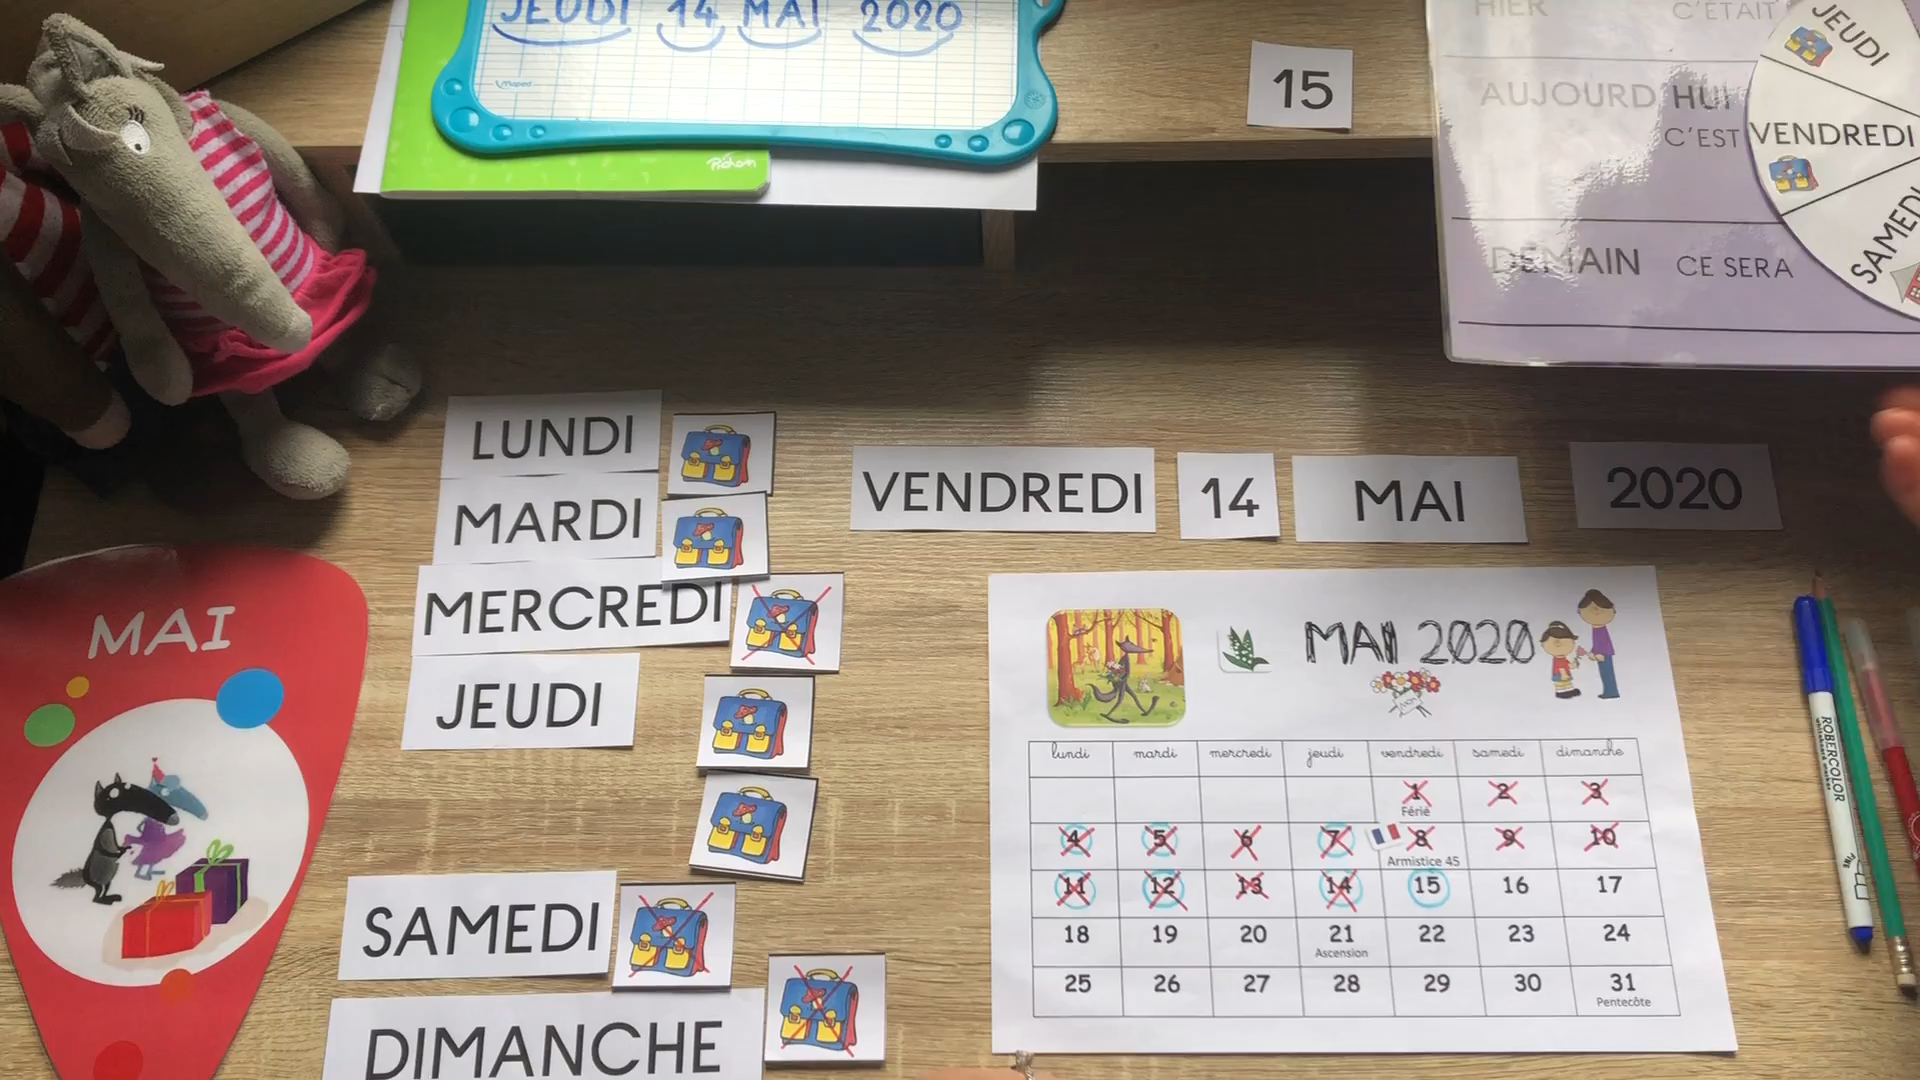 JEUDI 14 MAI 2020
Maped
Pichon
15
HIER C'ÉTAIT
JEUDI
AUJOURD'HUI
C'EST VENDREDI
SAMEDI
DEMAIN CE SERA
LUNDI
MARDI
MERCREDI
JEUDI
SAMEDI
DIMANCHE
VENDREDI 14 MAI 2020
MAI
MAI 2020
lundi mardi mercredi jeudi vendredi samedi dimanche
1 2 3
Férié
4 5 6 7 8 9 10
Armistice 45
11 12 13 14 15 16 17
18 19 20 21 22 23 24
Ascension
25 26 27 28 29 30 31
Pentecôte
ROBERCOLOR
FINE